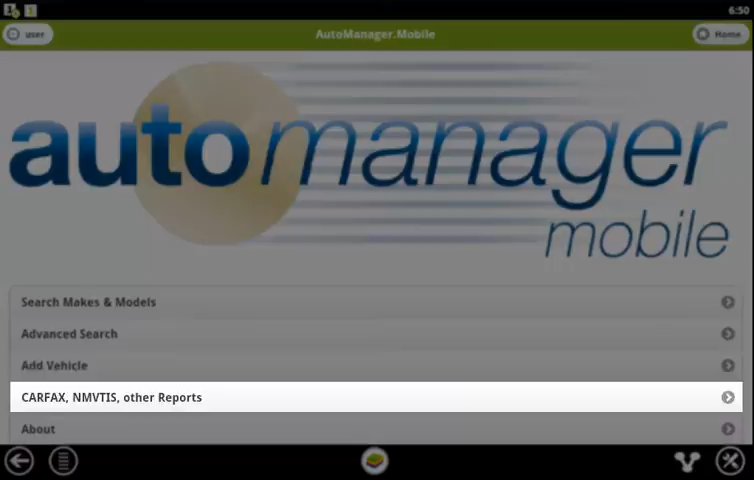 6:50
user
AutoManager.Mobile
Home
automanager
mobile
Search Makes & Models
Advanced Search
Add Vehicle
CARFAX, NMVTIS, other Reports
About